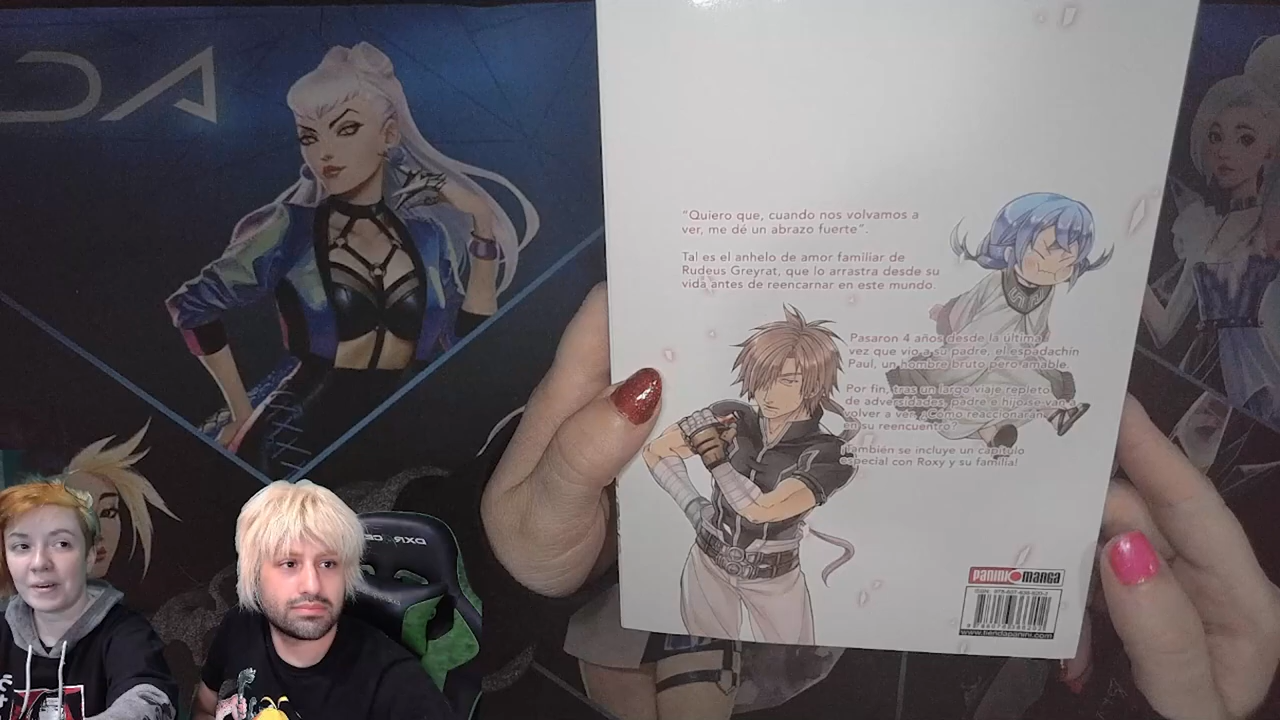 DA
"Quiero que, cuando nos volvamos a
ver, me dé un abrazo fuerte".
Tal es el anhelo de amor familiar de
Rudeus Greyrat, que lo arrastra desde su
vida antes de reencarnar en este mundo.
Pasaron 4 años desde la última
vez que vio a su padre, el espadachín
Paul, un hombre bruto pero amable.
Por fin, tras un largo viaje repleto
de adversidades, padre e hijo se van a
volver a ver. ¿Cómo reaccionarán
en su reencuentro?
¡También se incluye un capítulo
especial con Roxy y su familia!
PANINI MANGA
www.tiendapanini.com